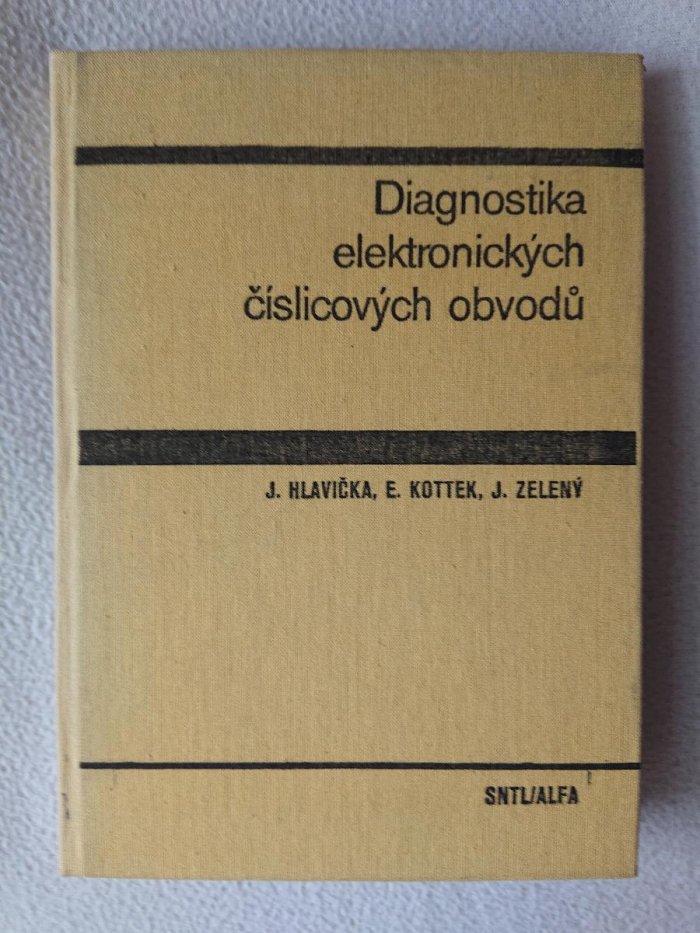 Diagnostika
elektronických
číslicových obvodů
J. HLAVIČKA, E. KOTTEK, J. ZELENÝ
SNTL/ALFA